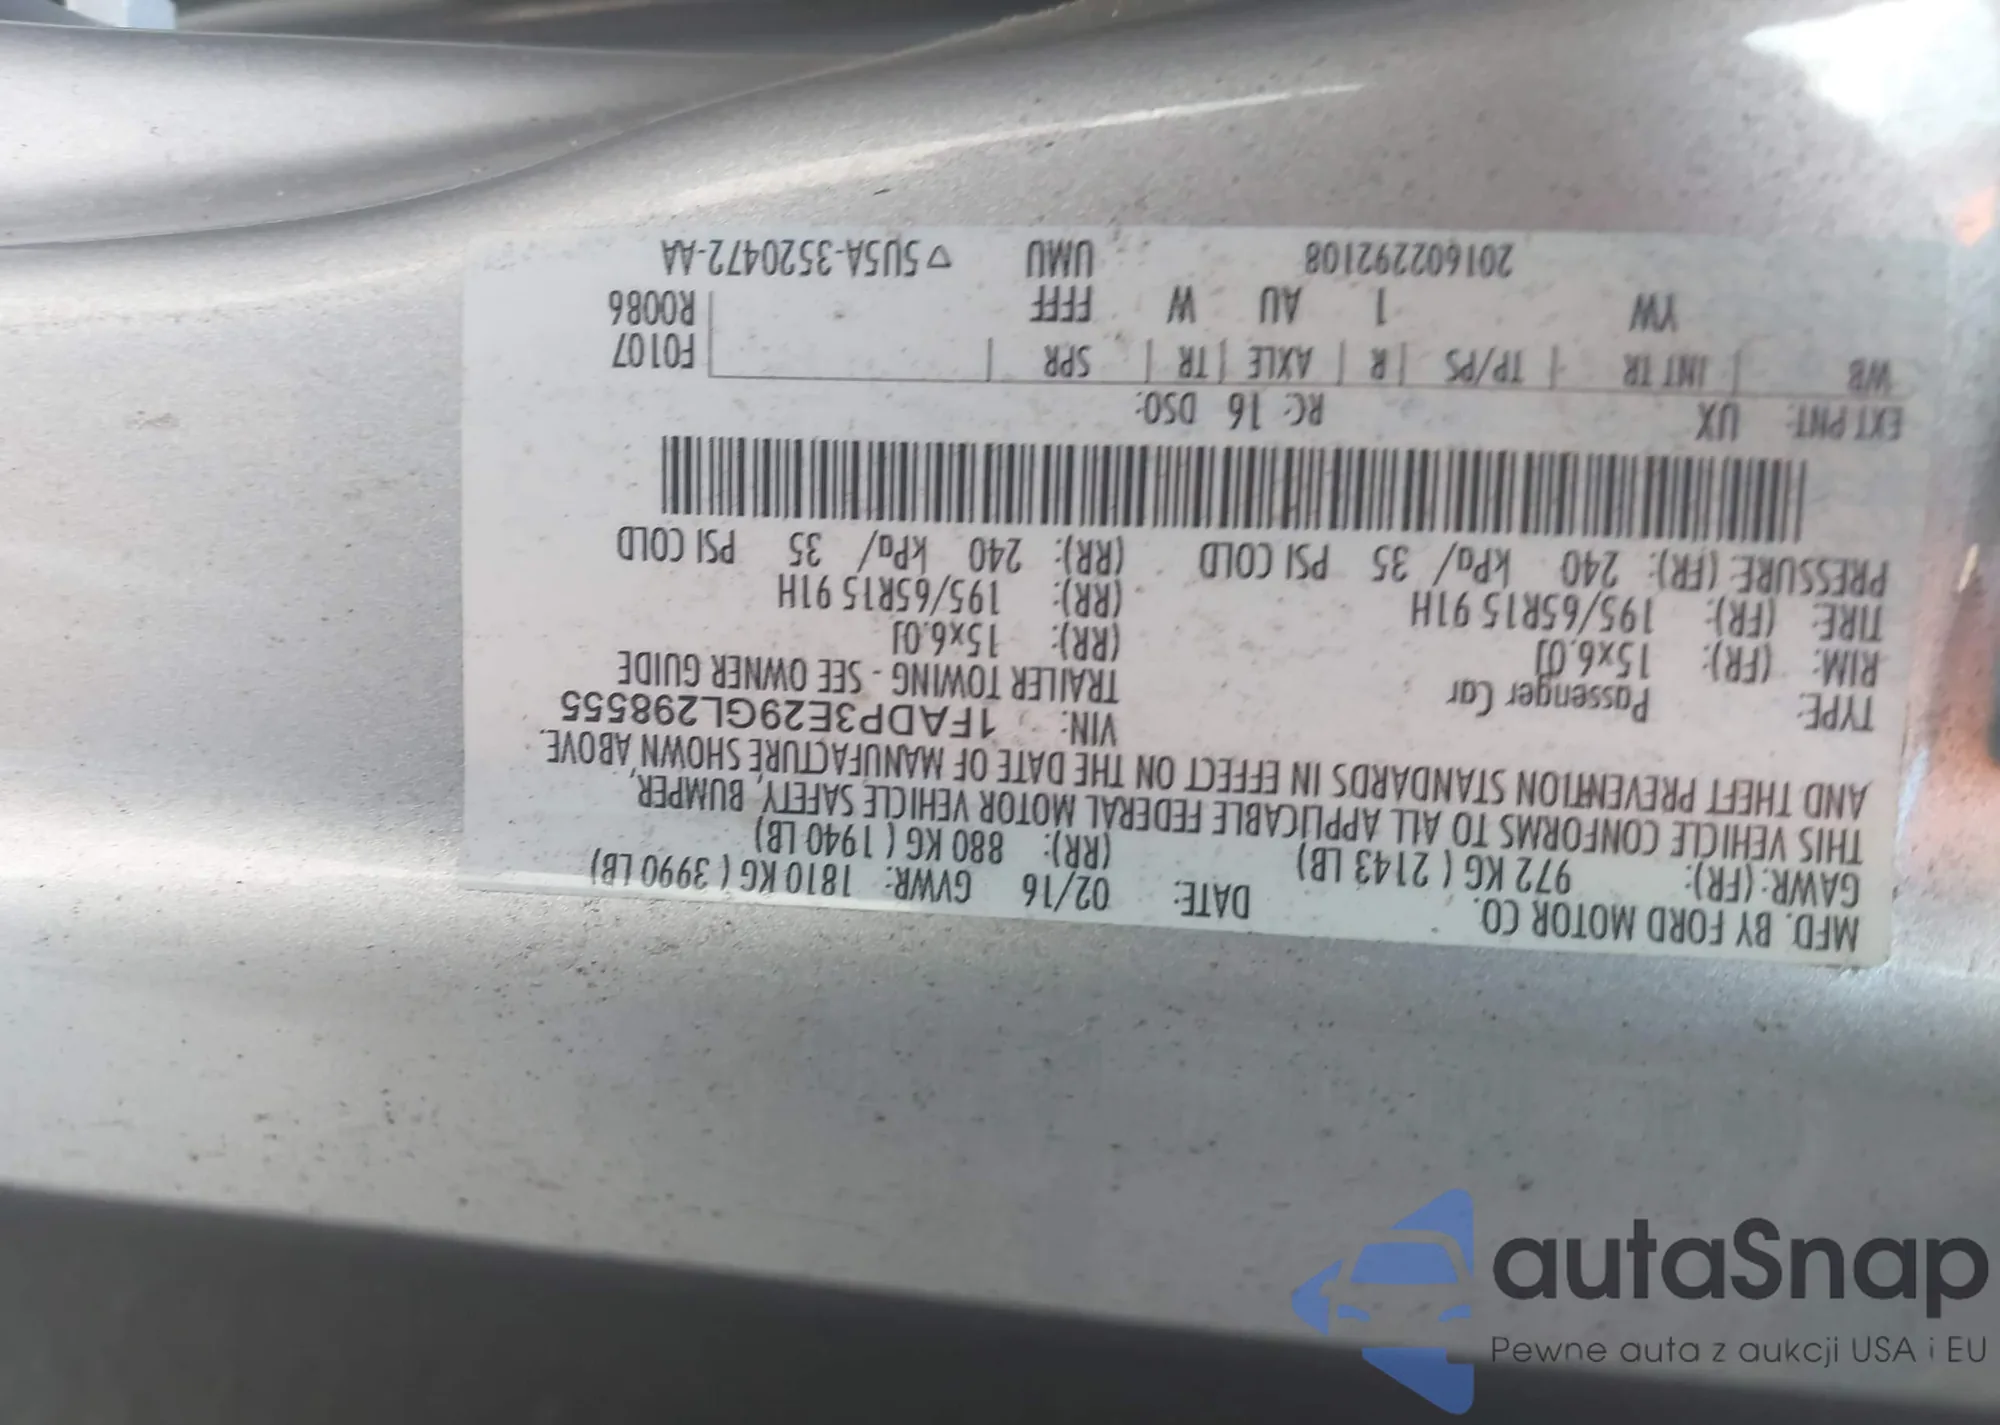 MFD. BY FORD MOTOR CO.
DATE: 02/16 GVWR: 1810 KG ( 3990 LB)
GAWR: (FR): 972 KG ( 2143 LB) (RR): 880 KG ( 1940 LB)
THIS VEHICLE CONFORMS TO ALL APPLICABLE FEDERAL MOTOR VEHICLE SAFETY, BUMPER,
AND THEFT PREVENTION STANDARDS IN EFFECT ON THE DATE OF MANUFACTURE SHOWN ABOVE.
VIN: 1FADP3E29GL298555
TYPE: Passenger Car TRAILER TOWING - SEE OWNER GUIDE
RIM: (FR): 15x6.0J (RR): 15x6.0J
TIRE: (FR): 195/65R15 91H (RR): 195/65R15 91H
PRESSURE: (FR): 240 kPa/ 35 PSI COLD (RR): 240 kPa/ 35 PSI COLD
EXT PNT: UX RC: 16 DSO:
WB | INT TR | TP/PS | R | AXLE | TR | SPR | F0107
YW 1 AU W FFFF R0086
201602292108 UMU ▽5U5A-3520472-AA
autaSnap
Pewne auta z aukcji USA i EU